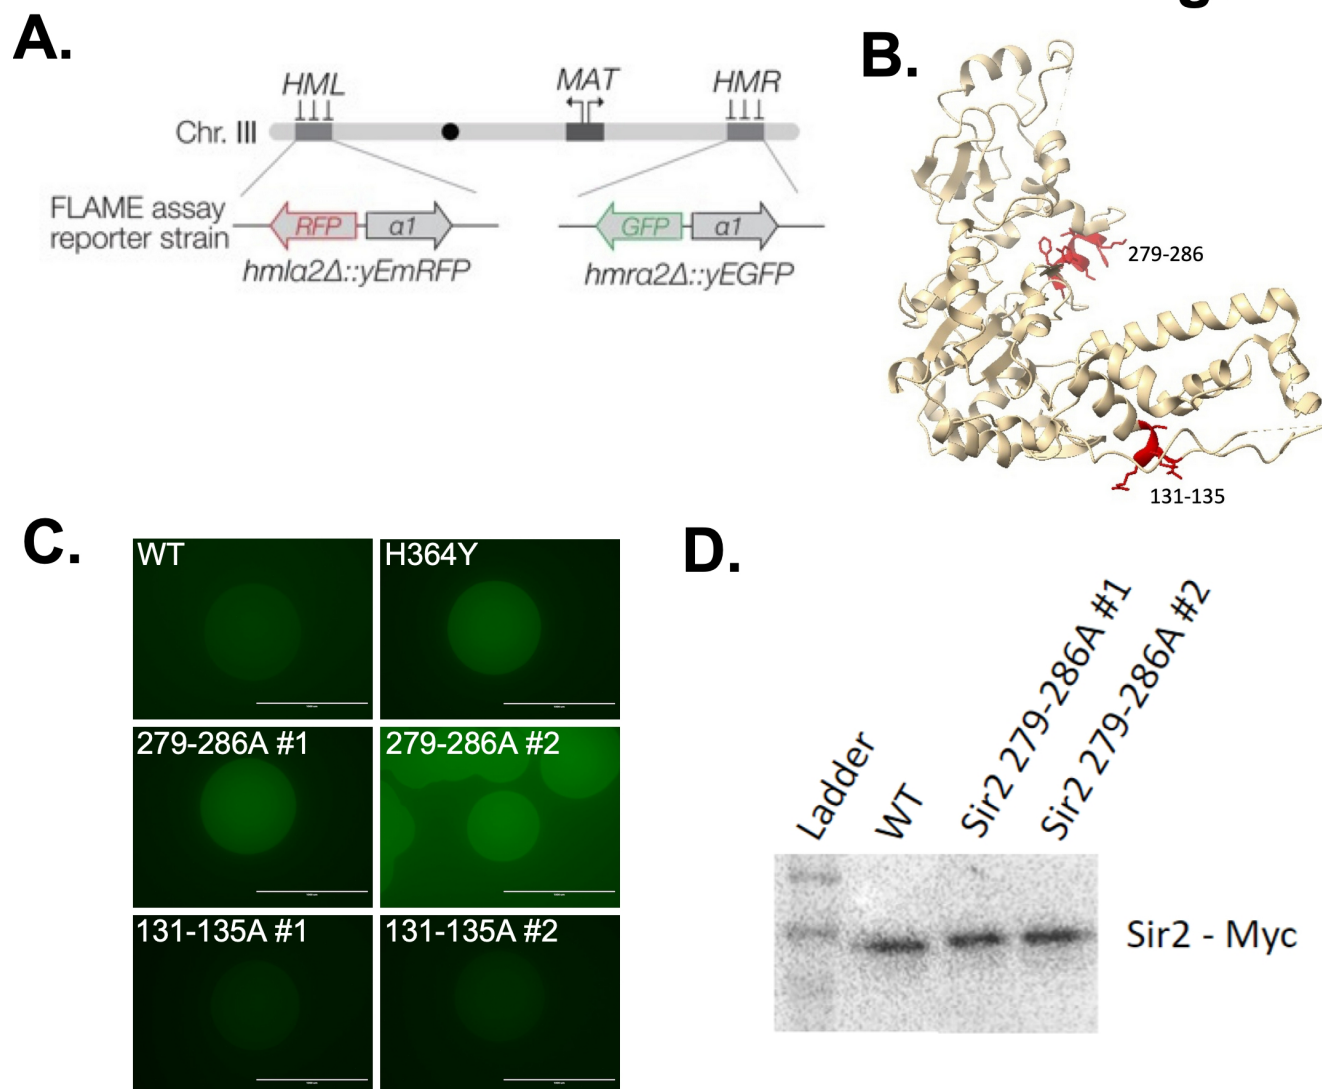 g
A.
HML
MAT
HMR
Chr. III
FLAME assay
reporter strain
RFP
α1
GFP
α1
hmlα2Δ::yEmRFP
hmrα2Δ::yEGFP
B.
279-286
131-135
C.
WT
H364Y
279-286A #1
279-286A #2
131-135A #1
131-135A #2
D.
Ladder
WT
Sir2 279-286A #1
Sir2 279-286A #2
Sir2 - Myc